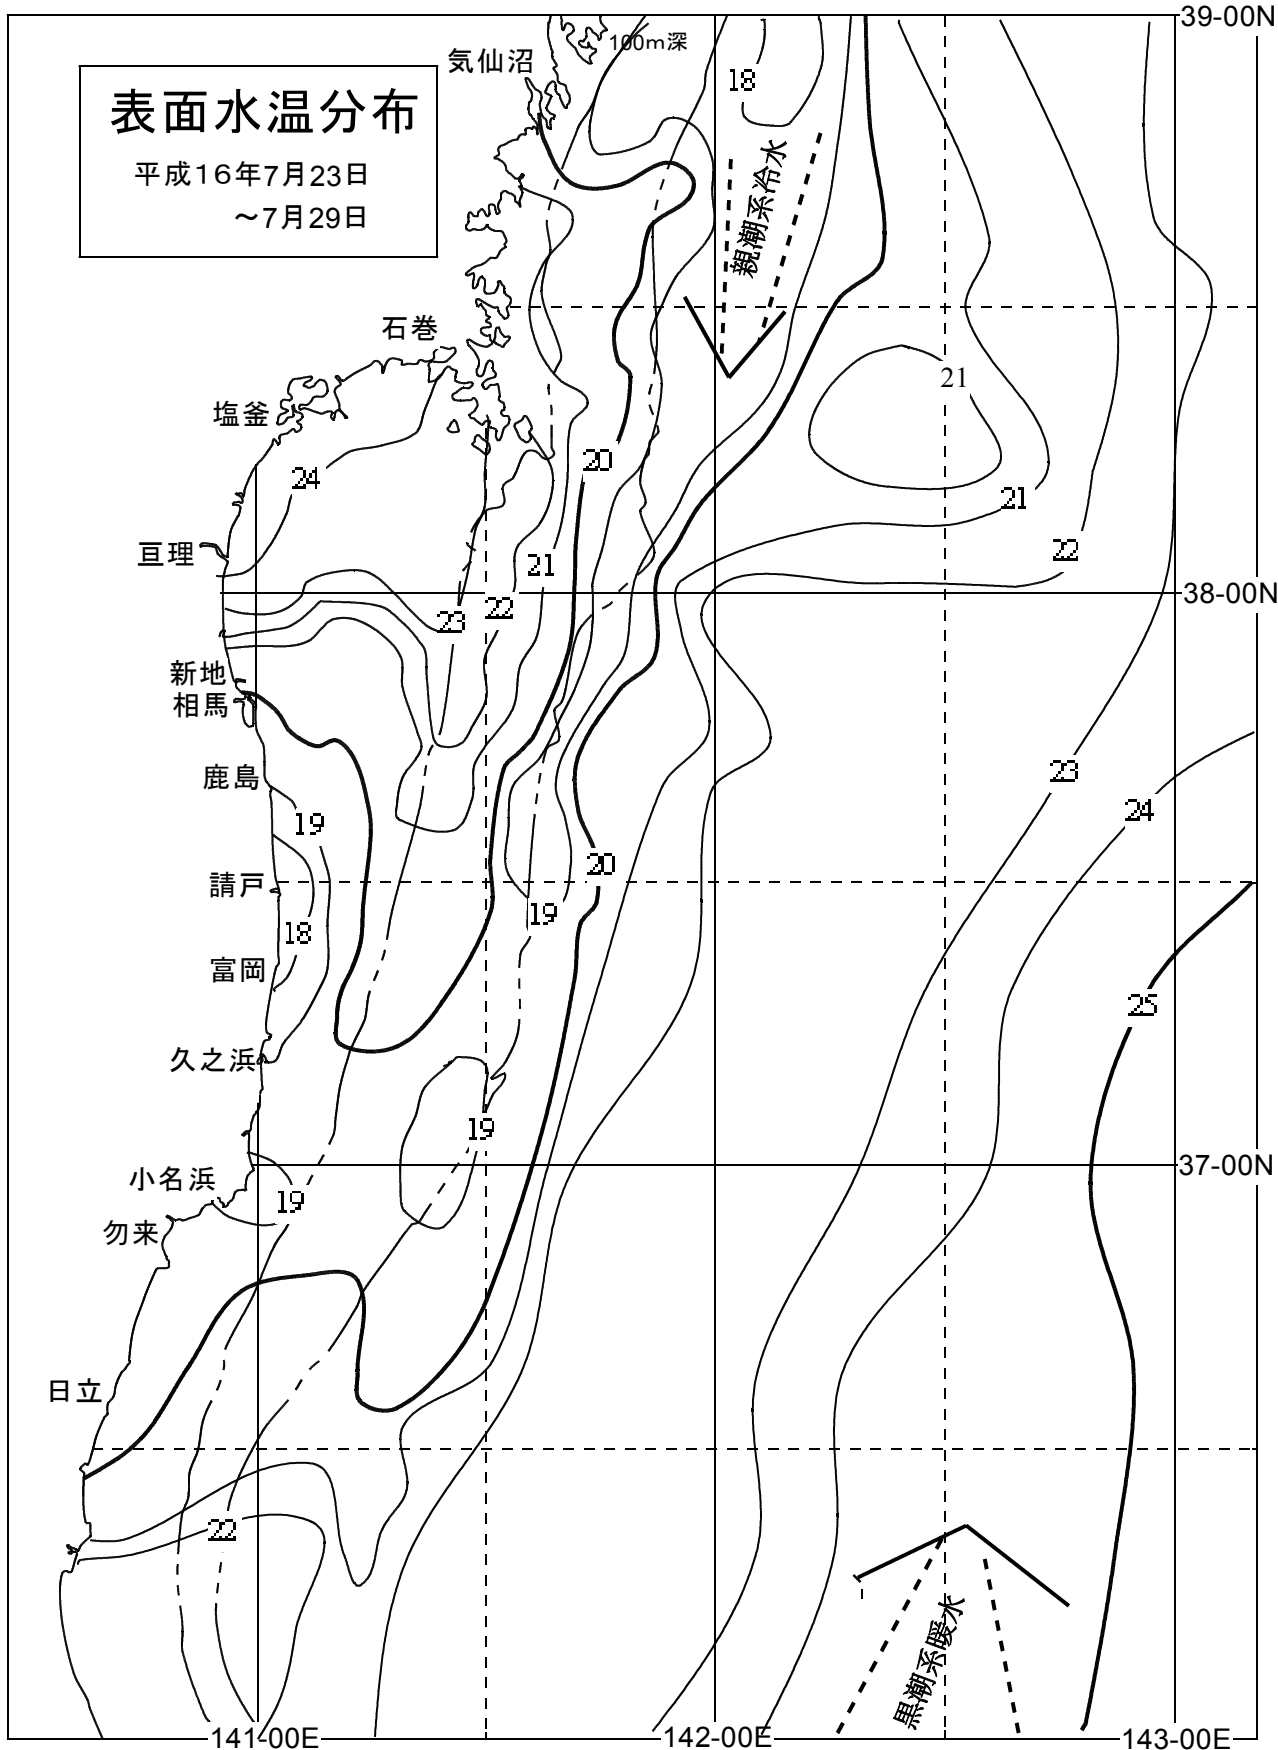 39-00N
100m深
気仙沼
18
表面水温分布
平成16年7月23日
～7月29日
親潮系冷水
石巻
21
塩釜
20
24
21
亘理
21
22
38-00N
22
23
新地
相馬
鹿島
23
24
19
20
請戸
19
18
富岡
25
久之浜
19
37-00N
小名浜
19
勿来
日立
22
黒潮系暖水
141-00E
142-00E
143-00E